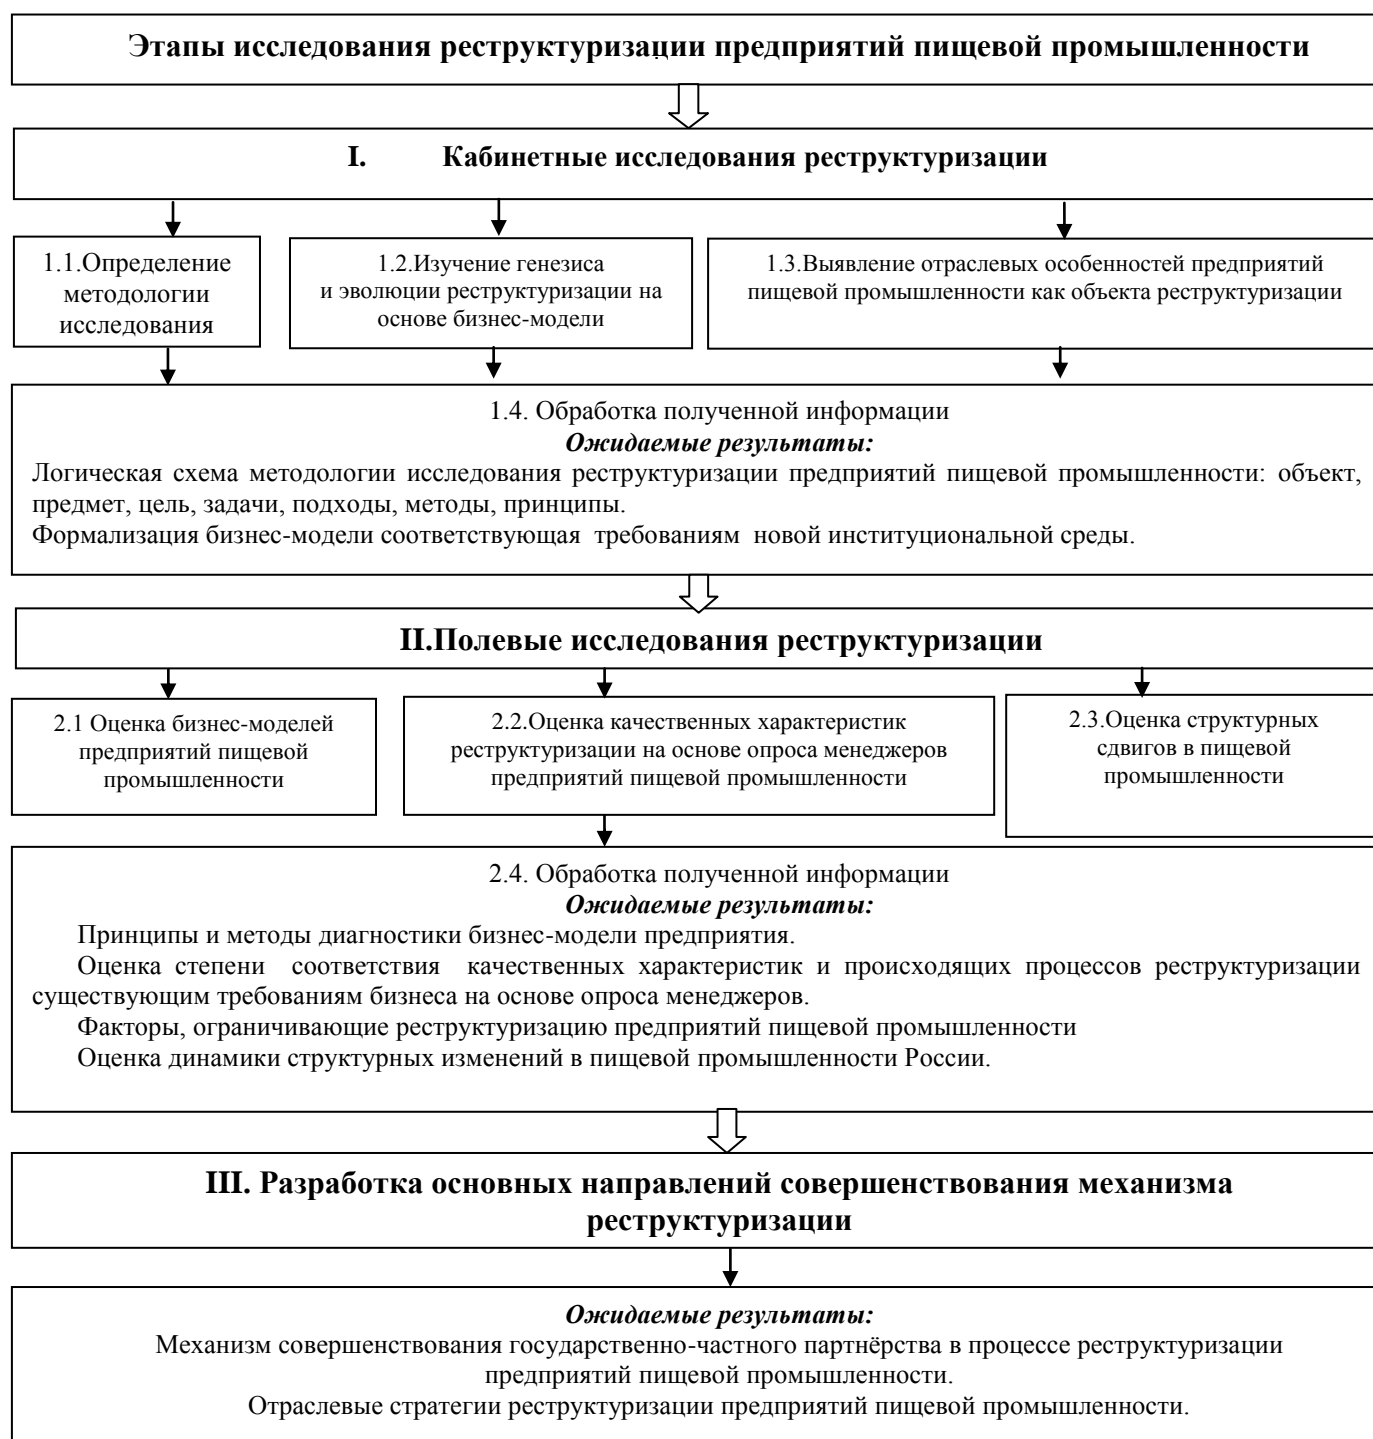 Этапы исследования реструктуризации предприятий пищевой промышленности
I. Кабинетные исследования реструктуризации
1.1.Определение
методологии
исследования
1.2.Изучение генезиса
и эволюции реструктуризации на
основе бизнес-модели
1.3.Выявление отраслевых особенностей предприятий
пищевой промышленности как объекта реструктуризации
1.4. Обработка полученной информации
Ожидаемые результаты:
Логическая схема методологии исследования реструктуризации предприятий пищевой промышленности: объект,
предмет, цель, задачи, подходы, методы, принципы.
Формализация бизнес-модели соответствующая требованиям новой институциональной среды.
II.Полевые исследования реструктуризации
2.1 Оценка бизнес-моделей
предприятий пищевой
промышленности
2.2.Оценка качественных характеристик
реструктуризации на основе опроса менеджеров
предприятий пищевой промышленности
2.3.Оценка структурных
сдвигов в пищевой
промышленности
2.4. Обработка полученной информации
Ожидаемые результаты:
Принципы и методы диагностики бизнес-модели предприятия.
Оценка степени соответствия качественных характеристик и происходящих процессов реструктуризации
существующим требованиям бизнеса на основе опроса менеджеров.
Факторы, ограничивающие реструктуризацию предприятий пищевой промышленности
Оценка динамики структурных изменений в пищевой промышленности России.
III. Разработка основных направлений совершенствования механизма
реструктуризации
Ожидаемые результаты:
Механизм совершенствования государственно-частного партнёрства в процессе реструктуризации
предприятий пищевой промышленности.
Отраслевые стратегии реструктуризации предприятий пищевой промышленности.